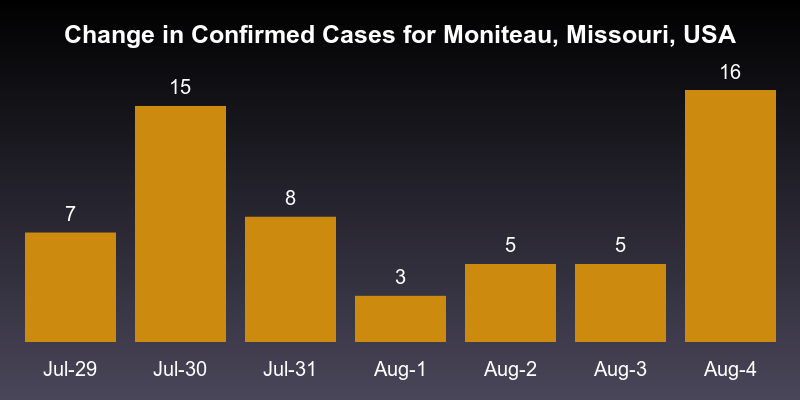 Change in Confirmed Cases for Moniteau, Missouri, USA
7
15
8
3
5
5
16
Jul-29
Jul-30
Jul-31
Aug-1
Aug-2
Aug-3
Aug-4